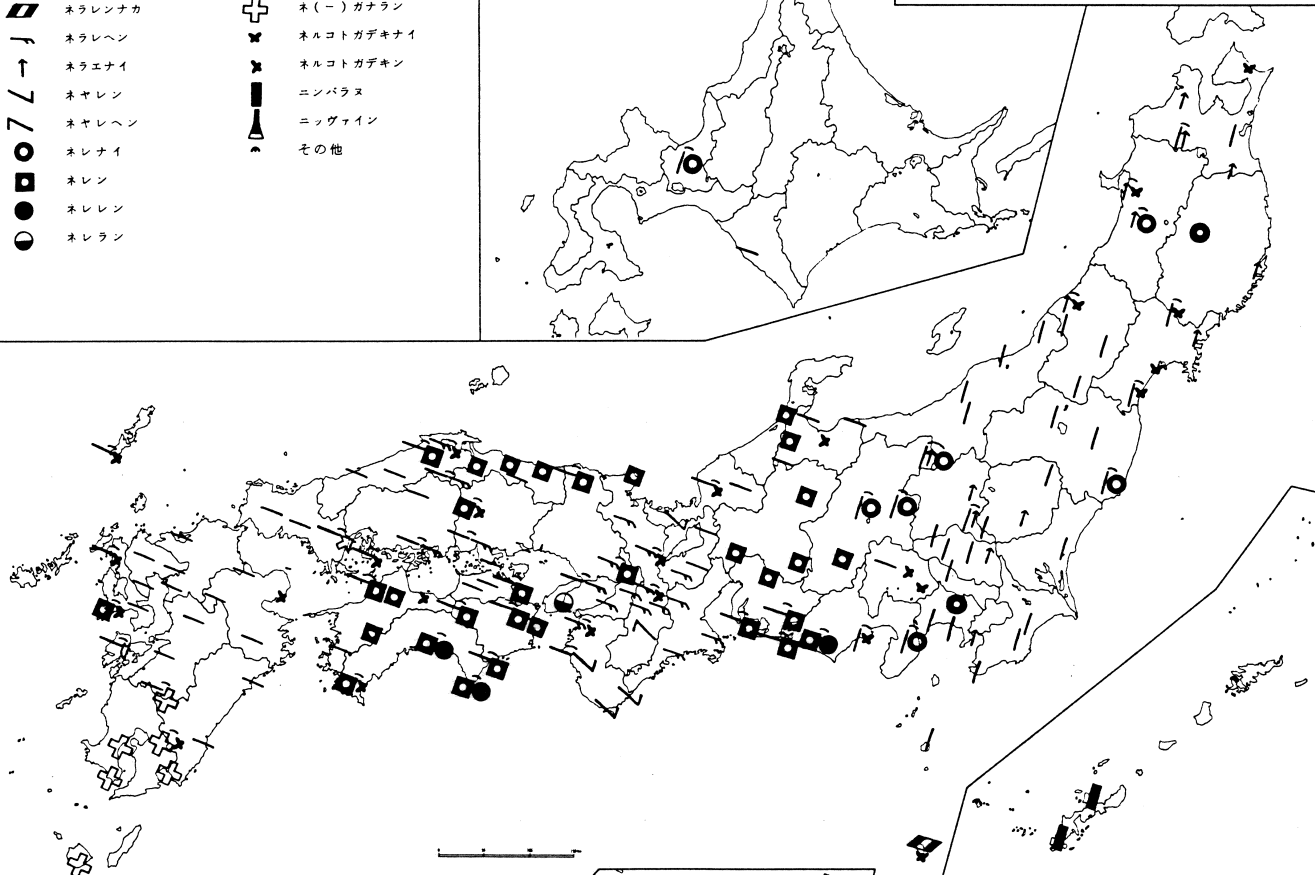 ネラレンナカ
ネラレヘン
ネラエナイ
ネヤレン
ネヤレヘン
ネレナイ
ネレン
ネレレン
ネレラン
ネ(ー)ガナラン
ネルコトガデキナイ
ネルコトガデキン
ニンバラヌ
ニッヴァイン
その他